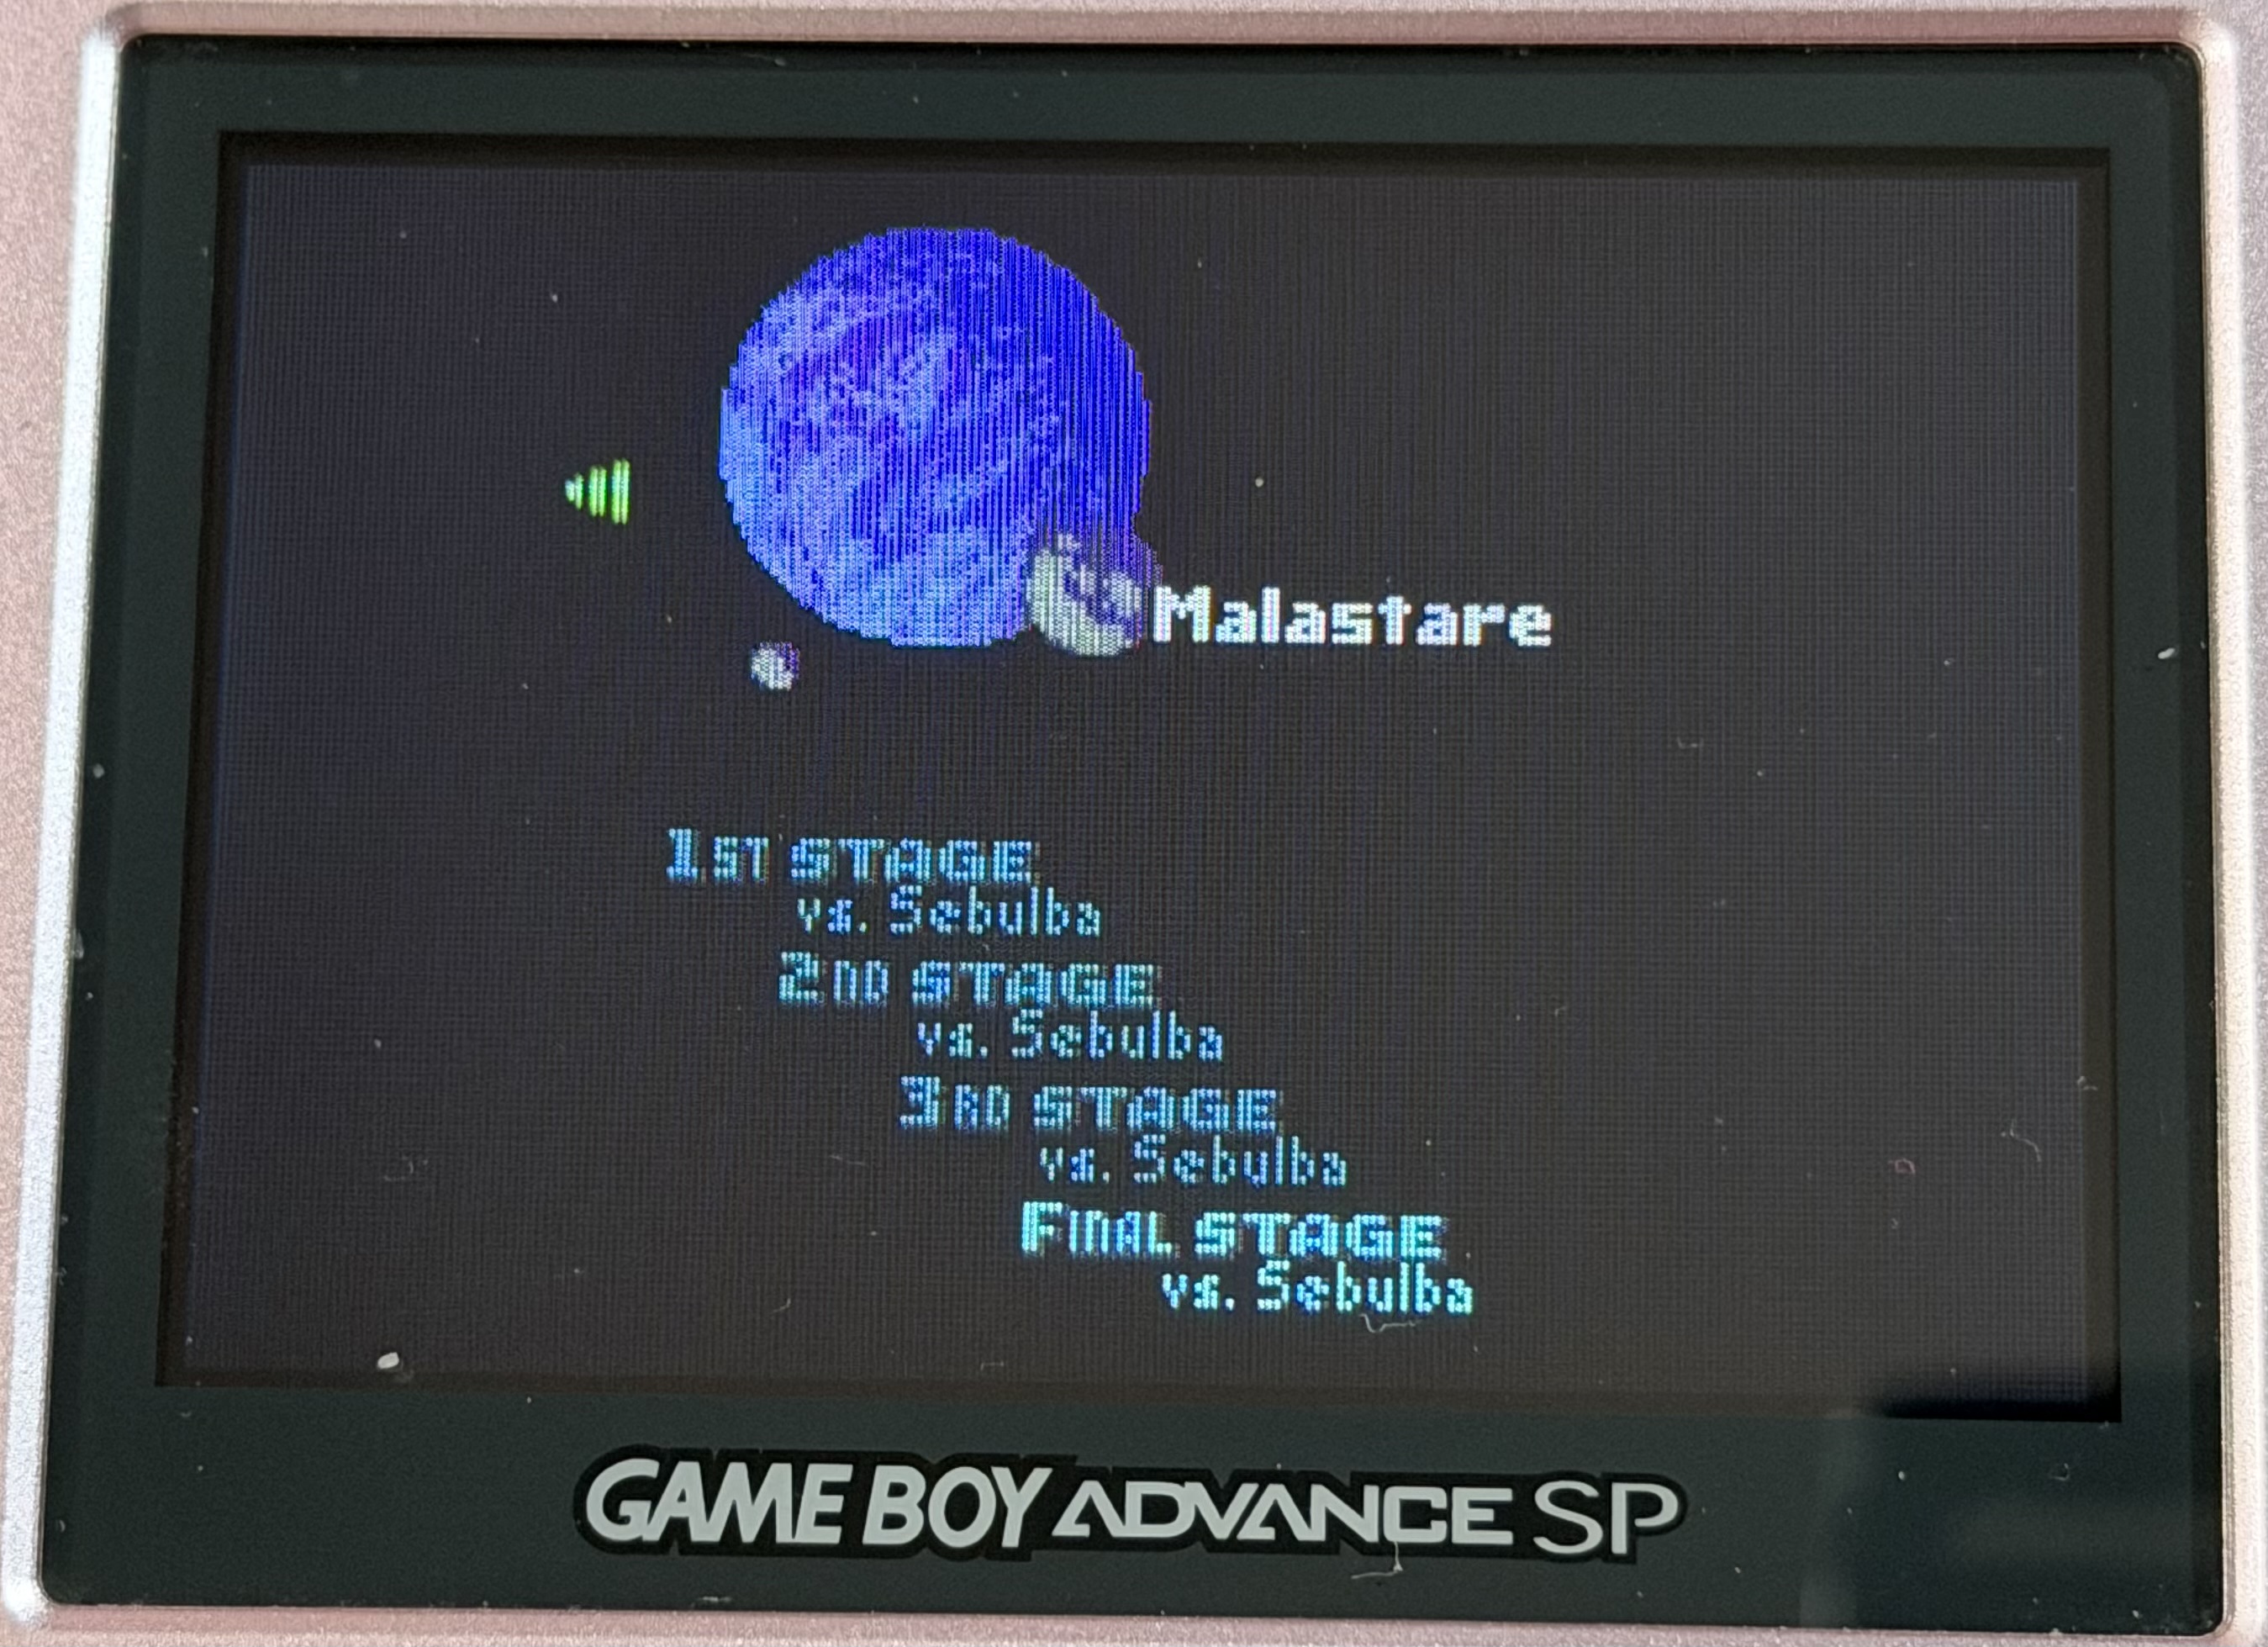 Malastare
1ST STAGE
vs. Sebulba
2ND STAGE
vs. Sebulba
3RD STAGE
vs. Sebulba
FINAL STAGE
vs. Sebulba
GAME BOY ADVANCE SP